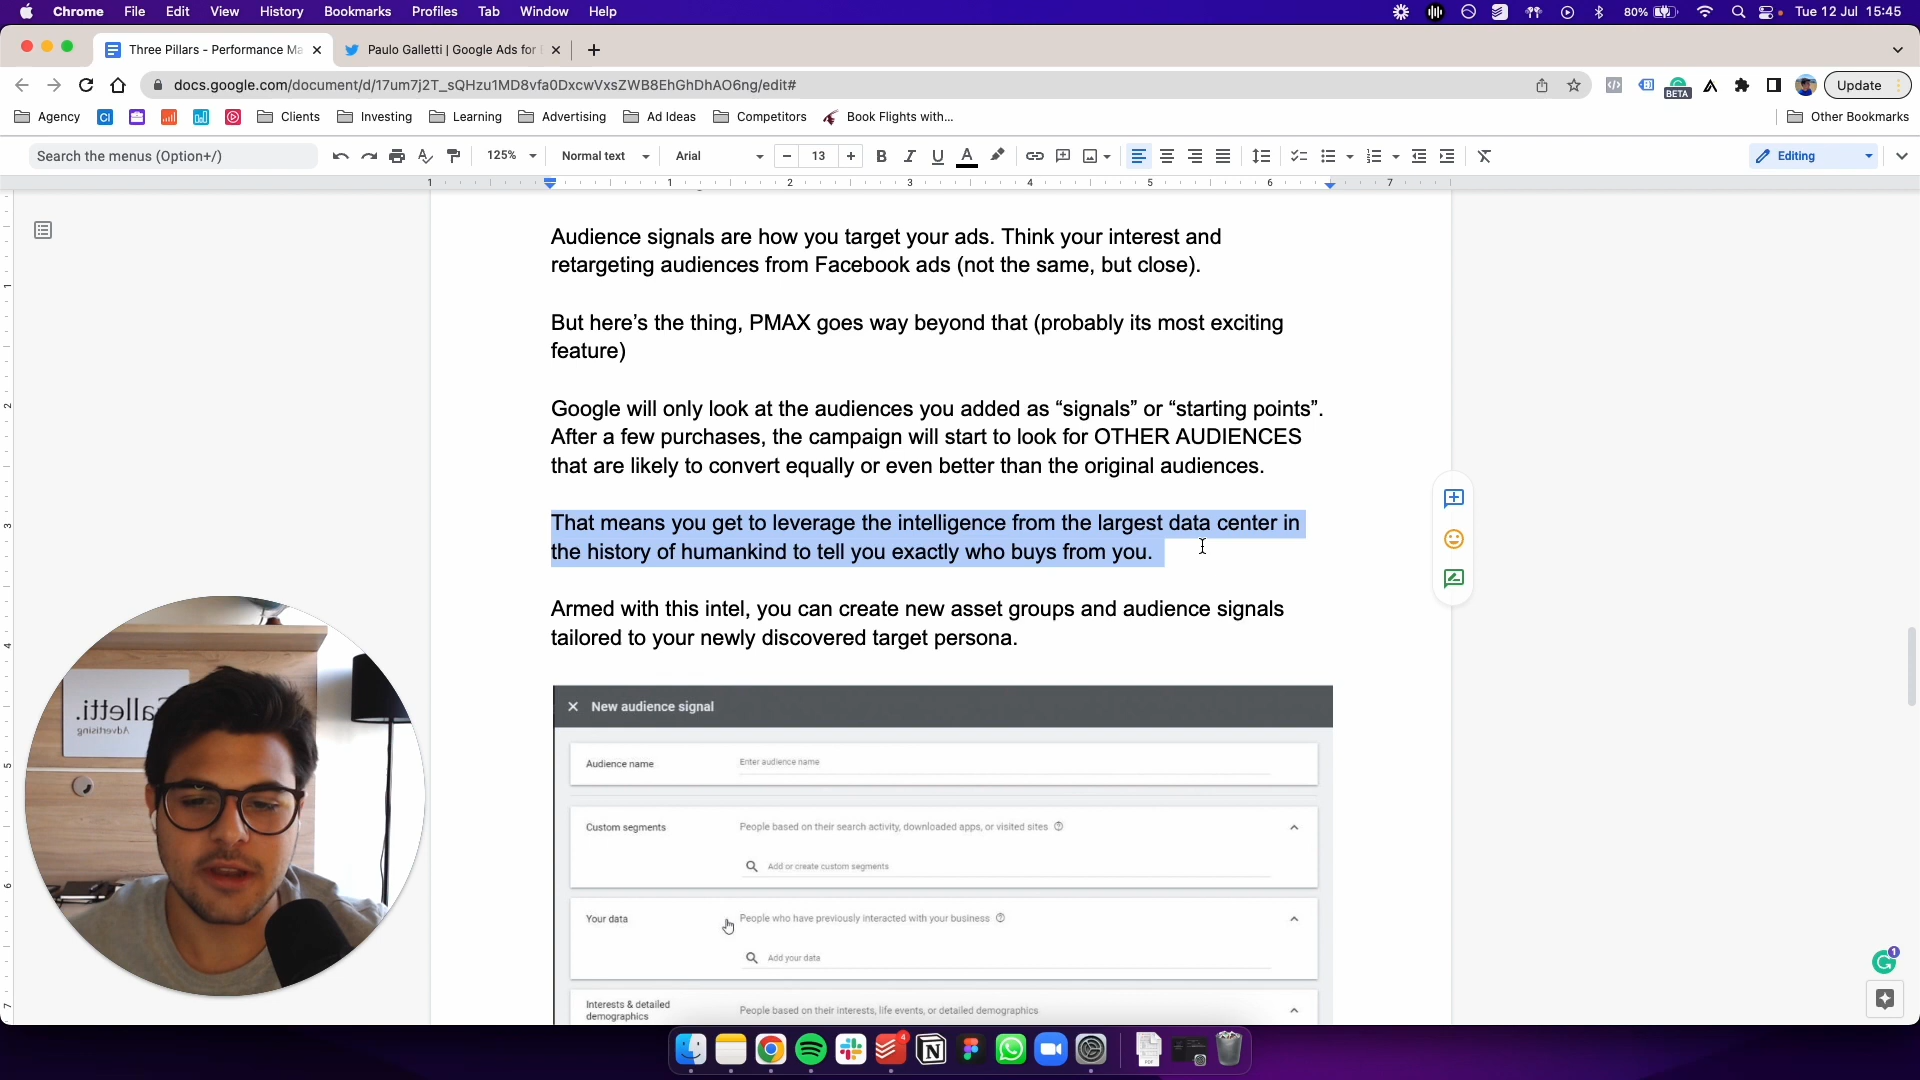 Chrome File Edit View History Bookmarks Profiles Tab Window Help 80% Tue 12 Jul 15:45
Three Pillars - Performance Ma Paulo Galletti | Google Ads for
docs.google.com/document/d/17um7j2T_sQHzu1MD8vfa0DxcwVxsZWB8EhGhDhAO6ng/edit# BETA Update
Agency Clients Investing Learning Advertising Ad Ideas Competitors Book Flights with... Other Bookmarks
Search the menus (Option+/) 125% Normal text Arial 13 Editing
1 1 2 3 4 5 6 7
Audience signals are how you target your ads. Think your interest and
retargeting audiences from Facebook ads (not the same, but close).
But here’s the thing, PMAX goes way beyond that (probably its most exciting
feature)
Google will only look at the audiences you added as “signals” or “starting points”.
After a few purchases, the campaign will start to look for OTHER AUDIENCES
that are likely to convert equally or even better than the original audiences.
That means you get to leverage the intelligence from the largest data center in
the history of humankind to tell you exactly who buys from you.
Armed with this intel, you can create new asset groups and audience signals
tailored to your newly discovered target persona.
New audience signal
Audience name Enter audience name
Custom segments People based on their search activity, downloaded apps, or visited sites
Add or create custom segments
Your data People who have previously interacted with your business
Add your data
Interests & detailed
demographics People based on their interests, life events, or detailed demographics
Galletti.
Advertising